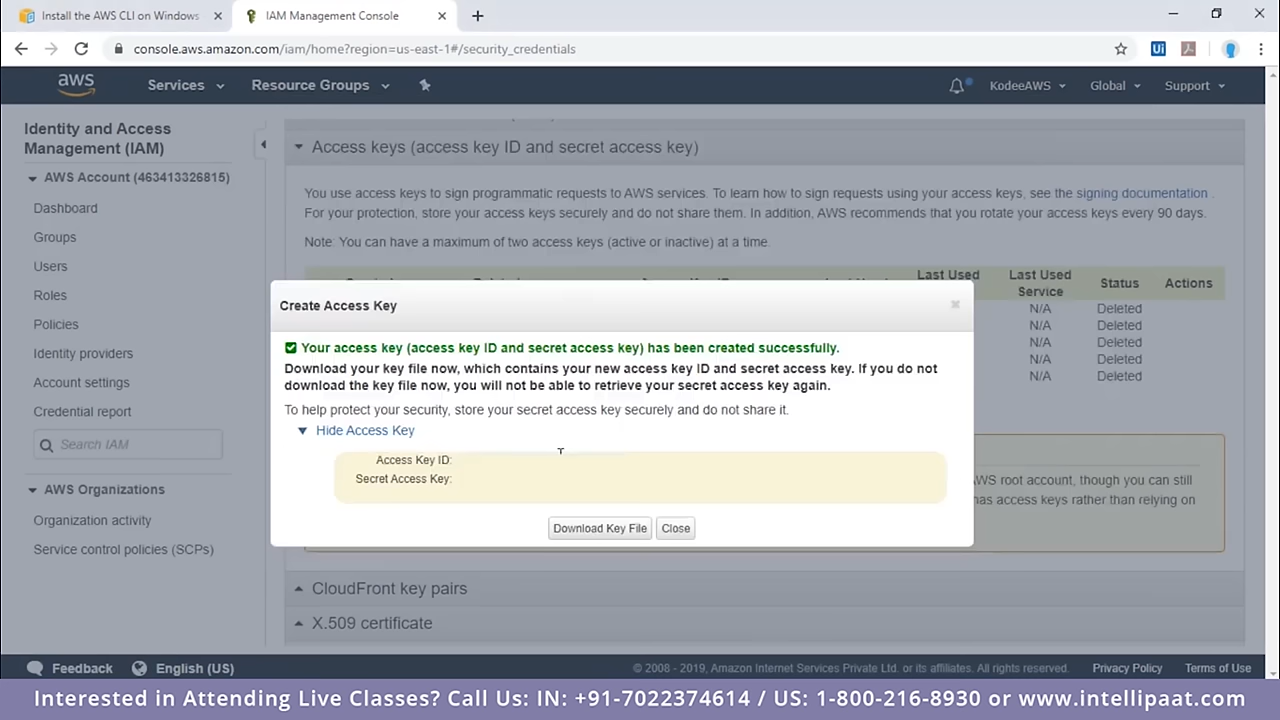 Install the AWS CLI on Windows
IAM Management Console
console.aws.amazon.com/iam/home?region=us-east-1#/security_credentials
aws
Services
Resource Groups
KodeeAWS
Global
Support
Identity and Access
Management (IAM)
AWS Account (463413326815)
Dashboard
Groups
Users
Roles
Policies
Identity providers
Account settings
Credential report
Search IAM
AWS Organizations
Organization activity
Service control policies (SCPs)
Access keys (access key ID and secret access key)
You use access keys to sign programmatic requests to AWS services. To learn how to sign requests using your access keys, see the signing documentation .
For your protection, store your access keys securely and do not share them. In addition, AWS recommends that you rotate your access keys every 90 days.
Note: You can have a maximum of two access keys (active or inactive) at a time.
Last Used
Last Used
Service
Status
Actions
N/A Deleted
N/A Deleted
N/A Deleted
N/A Deleted
N/A Deleted
Create Access Key
Your access key (access key ID and secret access key) has been created successfully.
Download your key file now, which contains your new access key ID and secret access key. If you do not
download the key file now, you will not be able to retrieve your secret access key again.
To help protect your security, store your secret access key securely and do not share it.
Hide Access Key
Access Key ID:
Secret Access Key:
Download Key File
Close
AWS root account, though you can still
has access keys rather than relying on
CloudFront key pairs
X.509 certificate
Feedback
English (US)
© 2008 - 2019, Amazon Internet Services Private Ltd. or its affiliates. All rights reserved.
Privacy Policy
Terms of Use
Interested in Attending Live Classes? Call Us: IN: +91-7022374614 / US: 1-800-216-8930 or www.intellipaat.com